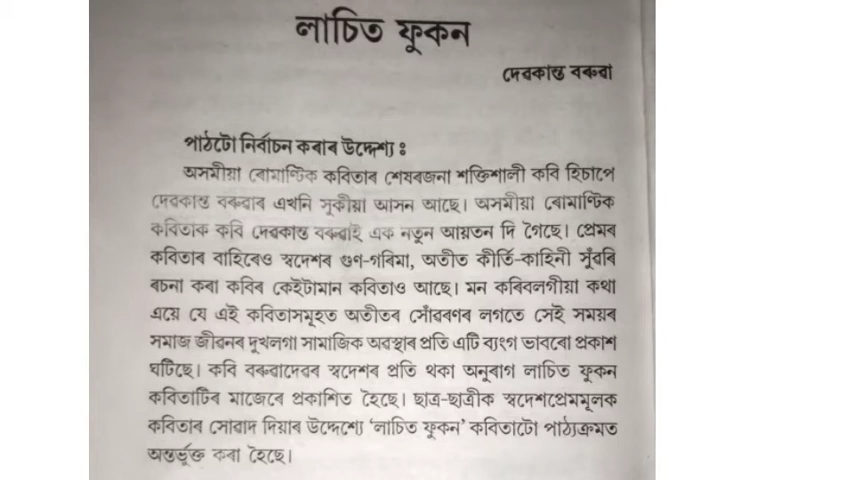 লাচিত ফুকন
দেৱকান্ত বৰুৱা
পাঠটো নিৰ্বাচন কৰাৰ উদ্দেশ্য ঃ
অসমীয়া ৰোমাণ্টিক কবিতাৰ শেষৰজনা শক্তিশালী কবি হিচাপে
দেৱকান্ত বৰুৱাৰ এখনি সুকীয়া আসন আছে। অসমীয়া ৰোমাণ্টিক
কবিতাক কবি দেৱকান্ত বৰুৱাই এক নতুন আয়তন দি গৈছে। প্ৰেমৰ
কবিতাৰ বাহিৰেও স্বদেশৰ গুণ-গৰিমা, অতীত কীৰ্তি-কাহিনী সুঁৱৰি
ৰচনা কৰা কবিৰ কেইটামান কবিতাও আছে। মন কৰিবলগীয়া কথা
এয়ে যে এই কবিতাসমূহত অতীতৰ সোঁৱৰণৰ লগতে সেই সময়ৰ
সমাজ জীৱনৰ দুখলগা সামাজিক অৱস্থাৰ প্ৰতি এটি ব্যংগ ভাবৰো প্ৰকাশ
ঘটিছে। কবি বৰুৱাদেৱৰ স্বদেশৰ প্ৰতি থকা অনুৰাগ লাচিত ফুকন
কবিতাটিৰ মাজেৰে প্ৰকাশিত হৈছে। ছাত্ৰ-ছাত্ৰীক স্বদেশপ্ৰেমমূলক
কবিতাৰ সোৱাদ দিয়াৰ উদ্দেশ্যে ‘লাচিত ফুকন’ কবিতাটো পাঠ্যক্ৰমত
অন্তৰ্ভুক্ত কৰা হৈছে।